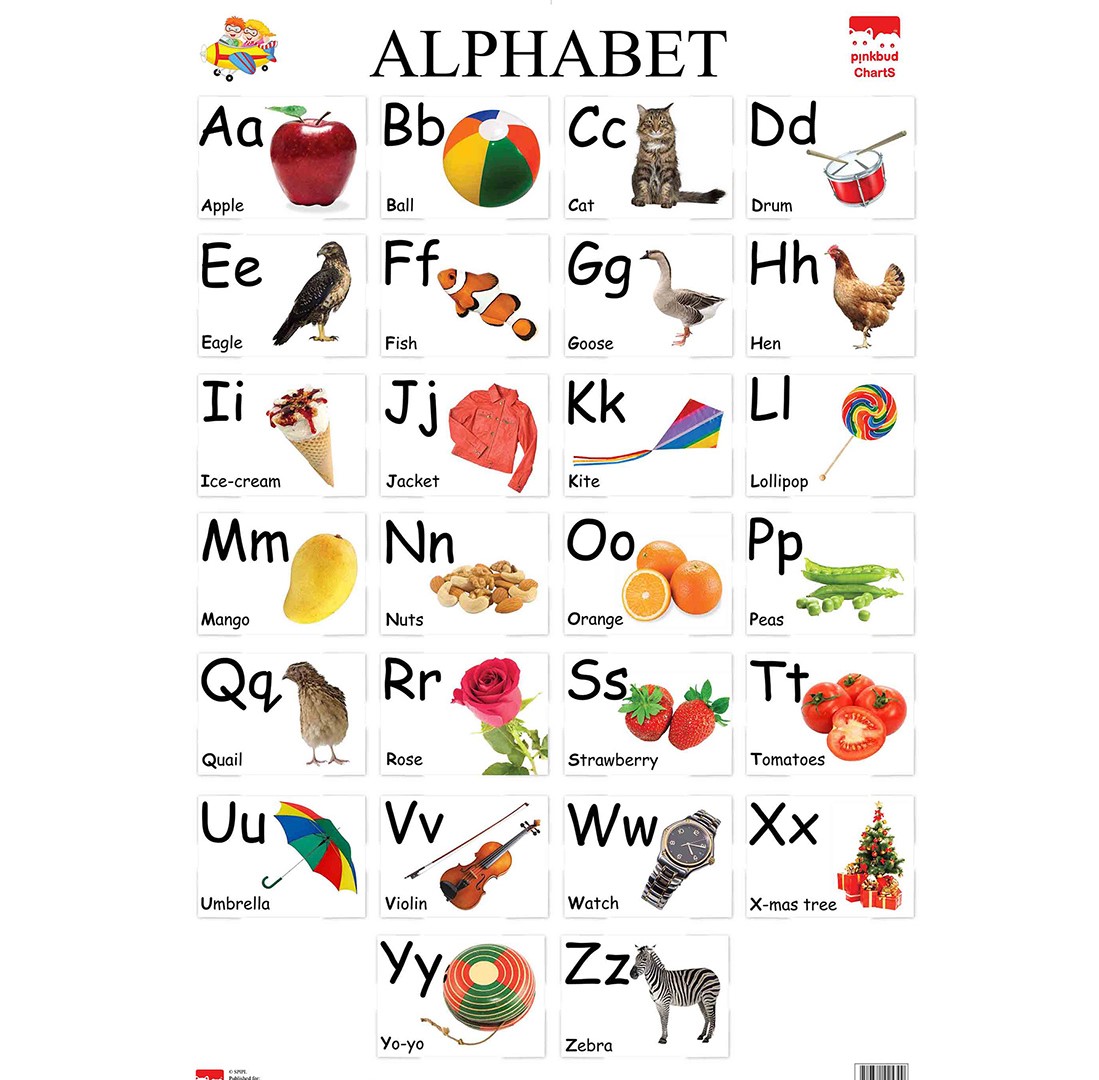 ALPHABET
pinkbud
ChartS
Aa
Apple
Bb
Ball
Cc
Cat
Dd
Drum
Ee
Eagle
Ff
Fish
Gg
Goose
Hh
Hen
Ii
Ice-cream
Jj
Jacket
Kk
Kite
Ll
Lollipop
Mm
Mango
Nn
Nuts
Oo
Orange
Pp
Peas
Qq
Quail
Rr
Rose
Ss
Strawberry
Tt
Tomatoes
Uu
Umbrella
Vv
Violin
Ww
Watch
Xx
X-mas tree
Yy
Yo-yo
Zz
Zebra
© SPIPL
Published for: